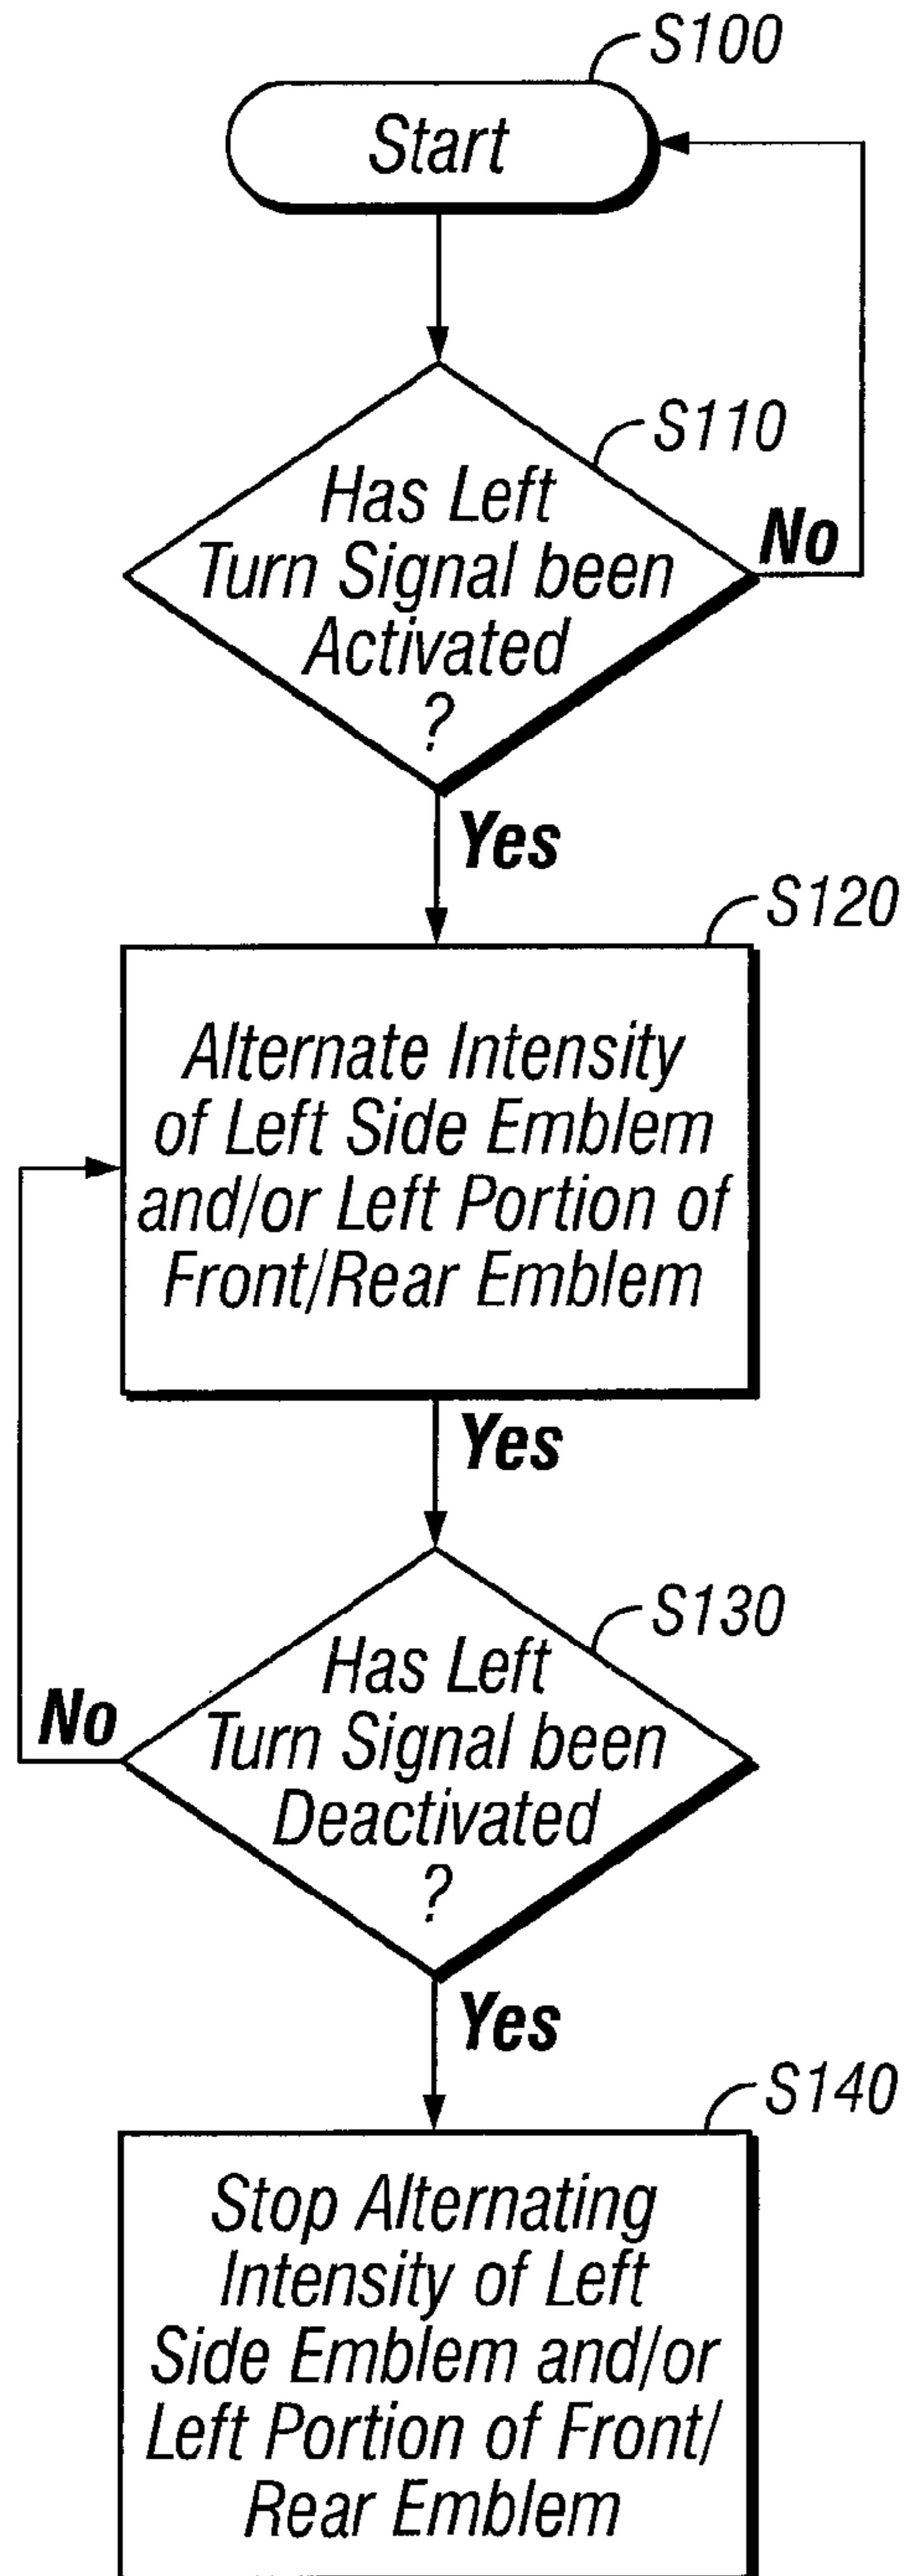 S100
Start
S110
Has Left
Turn Signal been
Activated
?
No
Yes
S120
Alternate Intensity
of Left Side Emblem
and/or Left Portion of
Front/Rear Emblem
Yes
S130
Has Left
Turn Signal been
Deactivated
?
No
Yes
S140
Stop Alternating
Intensity of Left
Side Emblem and/or
Left Portion of Front/
Rear Emblem